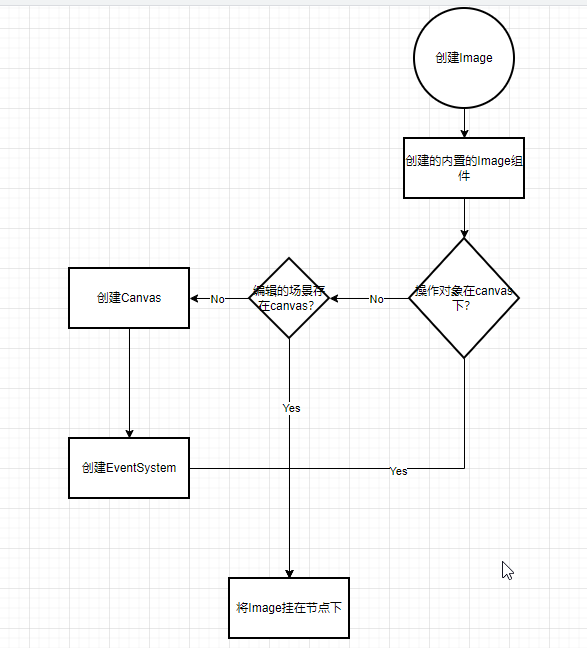 创建Image
创建的内置的Image组
件
操作对象在canvas
下?
No
编辑的场景存
在canvas?
No
创建Canvas
Yes
创建EventSystem
Yes
将Image挂在节点下